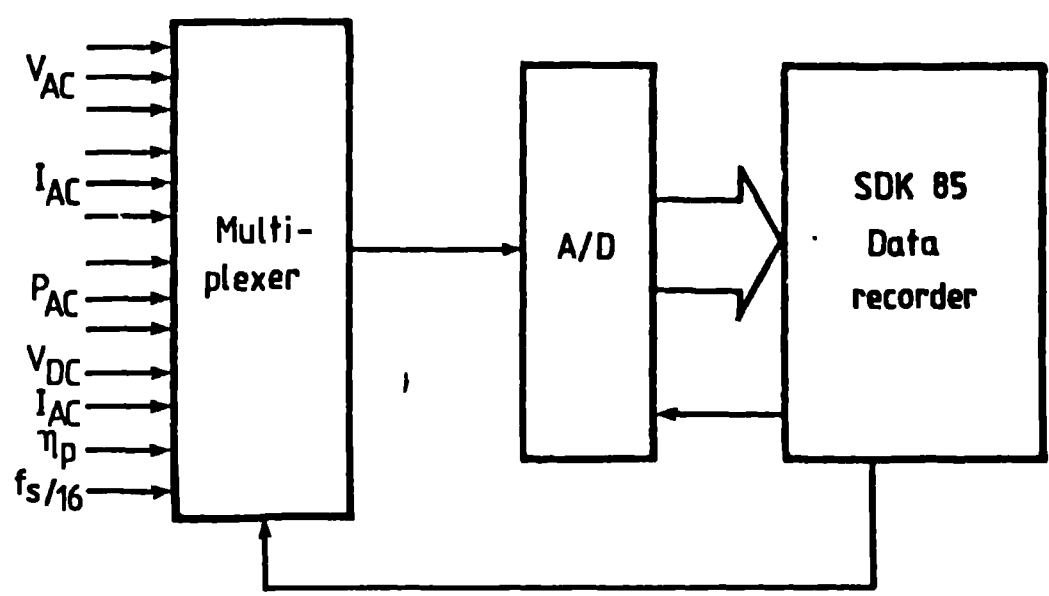 V_AC
I_AC
P_AC
V_DC
I_AC
η_p
f_s/16
Multi-
plexer
A/D
SDK 85
Data
recorder